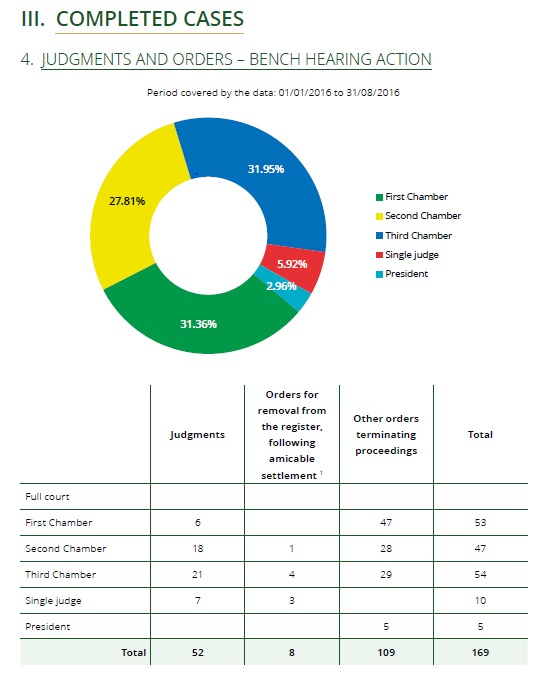 III. COMPLETED CASES
4. JUDGMENTS AND ORDERS – BENCH HEARING ACTION
Period covered by the data: 01/01/2016 to 31/08/2016
31.95%
27.81%
5.92%
2.96%
31.36%
First Chamber
Second Chamber
Third Chamber
Single judge
President
Judgments
Orders for
removal from
the register,
following
amicable
settlement 1
Other orders
terminating
proceedings
Total
Full court
First Chamber 6 47 53
Second Chamber 18 1 28 47
Third Chamber 21 4 29 54
Single judge 7 3 10
President 5 5
Total 52 8 109 169